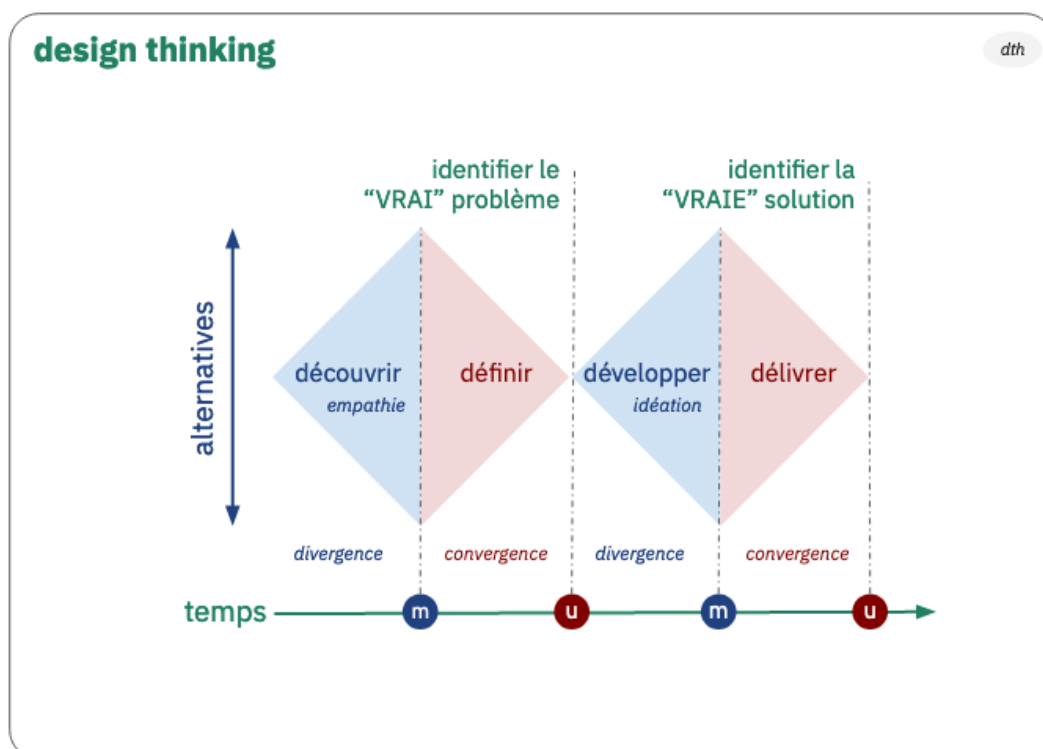 design thinking
dth
identifier le
“VRAI” problème
identifier la
“VRAIE” solution
alternatives
découvrir
empathie
définir
développer
idéation
délivrer
divergence
convergence
divergence
convergence
temps
m
u
m
u